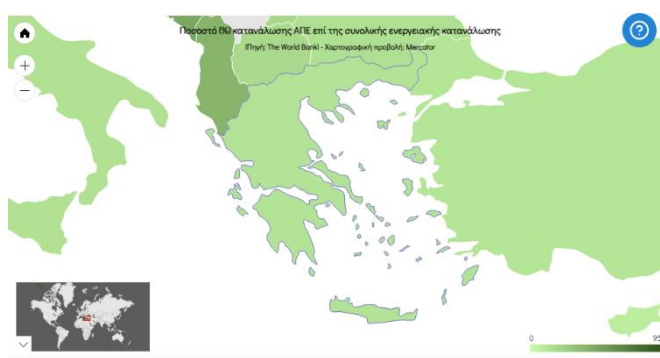 Ποσοστό (%) κατανάλωσης ΑΠΕ επί της συνολικής ενεργειακής κατανάλωσης
(Πηγή: The World Bank) - Χαρτογραφική προβολή: Mercator
0
95